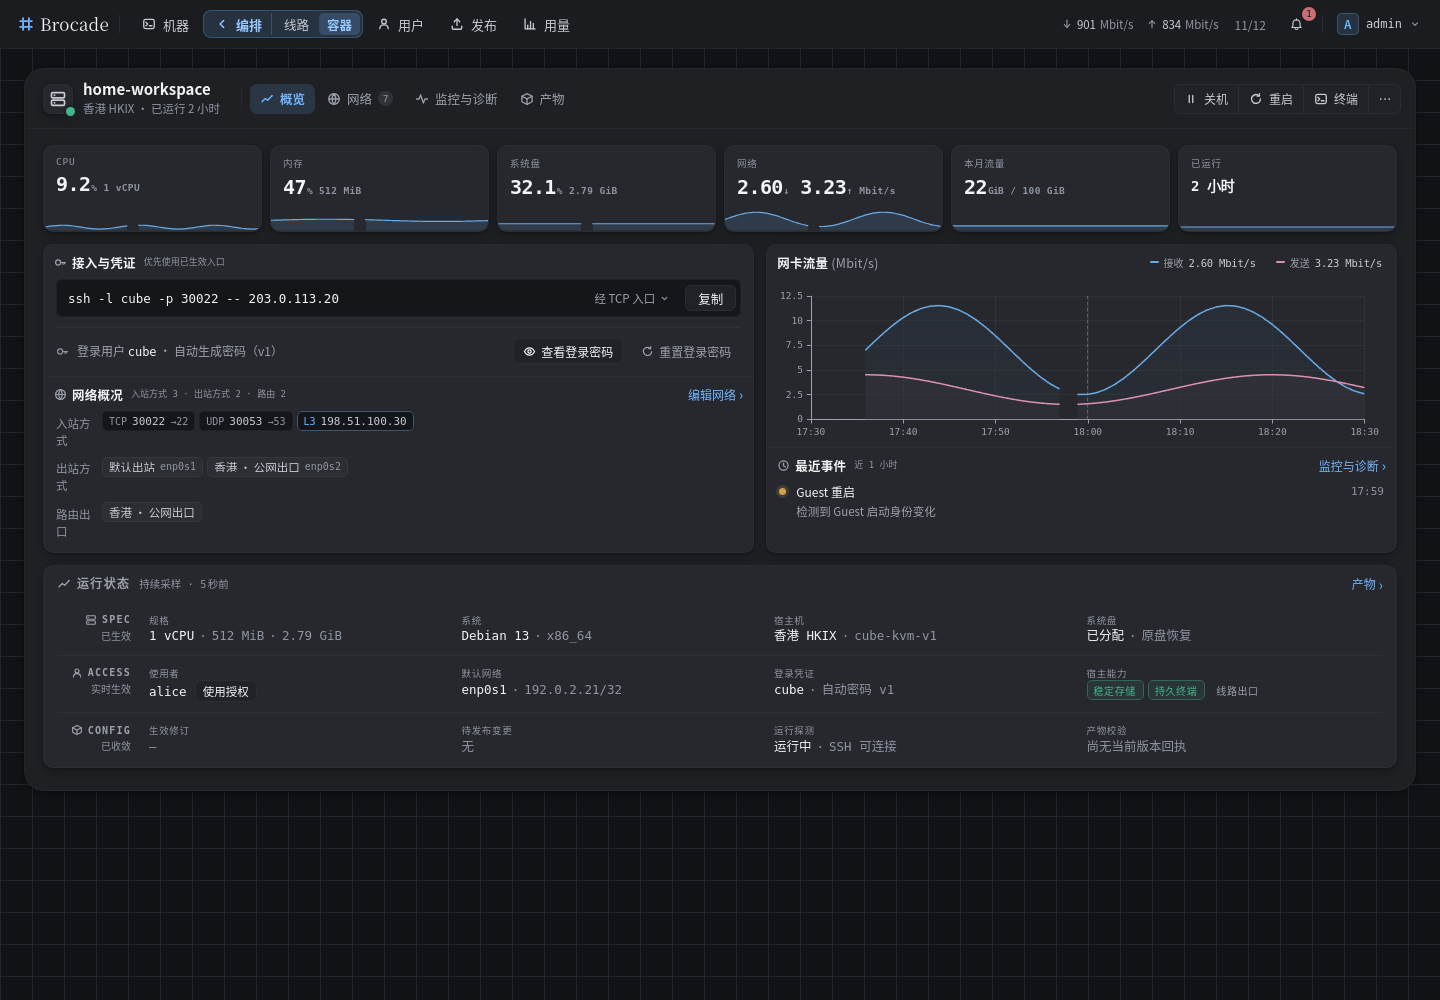 Brocade 机器 编排 线路 容器 用户 发布 用量 ↓ 901 Mbit/s ↑ 834 Mbit/s 11/12 1 A admin
home-workspace
香港 HKIX · 已运行 2 小时
概览 网络 7 监控与诊断 产物 关机 重启 终端 ···
CPU 内存 系统盘 网络 本月流量 已运行
9.2% 1 vCPU 47% 512 MiB 32.1% 2.79 GiB 2.60↓ 3.23↑ Mbit/s 22GiB / 100 GiB 2 小时
接入与凭证 优先使用已生效入口
ssh -l cube -p 30022 -- 203.0.113.20 经 TCP 入口 复制
登录用户 cube · 自动生成密码（v1） 查看登录密码 重置登录密码
网络概况 入站方式 3 · 出站方式 2 · 路由 2 编辑网络 ›
入站方式 TCP 30022 →22 UDP 30053 →53 L3 198.51.100.30
出站方式 默认出站 enp0s1 香港 · 公网出口 enp0s2
路由出口 香港 · 公网出口
网卡流量 (Mbit/s) 接收 2.60 Mbit/s 发送 3.23 Mbit/s
12.5
10
7.5
5
2.5
0
17:30 17:40 17:50 18:00 18:10 18:20 18:30
最近事件 近 1 小时 监控与诊断 ›
Guest 重启 17:59
检测到 Guest 启动身份变化
运行状态 持续采样 · 5秒前 产物 ›
SPEC 规格 系统 宿主机 系统盘
已生效 1 vCPU · 512 MiB · 2.79 GiB Debian 13 · x86_64 香港 HKIX · cube-kvm-v1 已分配 · 原盘恢复
ACCESS 使用者 默认网络 登录凭证 宿主能力
实时生效 alice 使用授权 enp0s1 · 192.0.2.21/32 cube · 自动密码 v1 稳定存储 持久终端 线路出口
CONFIG 生效修订 待发布变更 运行探测 产物校验
已收敛 — 无 运行中 · SSH 可连接 尚无当前版本回执